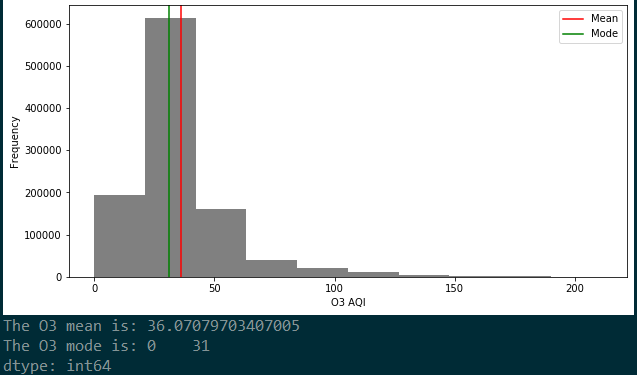 600000
500000
400000
300000
200000
100000
0
Frequency
Mean
Mode
0 50 100 150 200
O3 AQI
The O3 mean is: 36.07079703407005
The O3 mode is: 0    31
dtype: int64